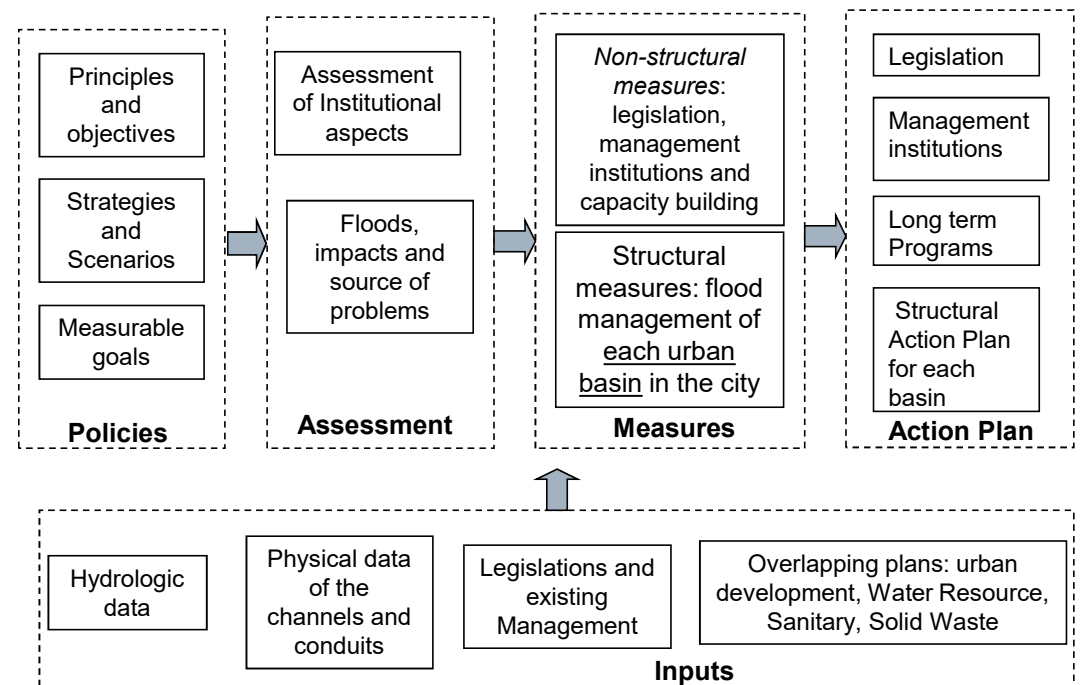 Principles
and
objectives
Strategies
and
Scenarios
Measurable
goals
Policies
Assessment
of Institutional
aspects
Floods,
impacts and
source of
problems
Assessment
Non-structural
measures:
legislation,
management
institutions and
capacity building
Structural
measures: flood
management of
each urban
basin in the city
Measures
Legislation
Management
institutions
Long term
Programs
Structural
Action Plan
for each
basin
Action Plan
Hydrologic
data
Physical data
of the
channels and
conduits
Legislations and
existing
Management
Overlapping plans: urban
development, Water Resource,
Sanitary, Solid Waste
Inputs